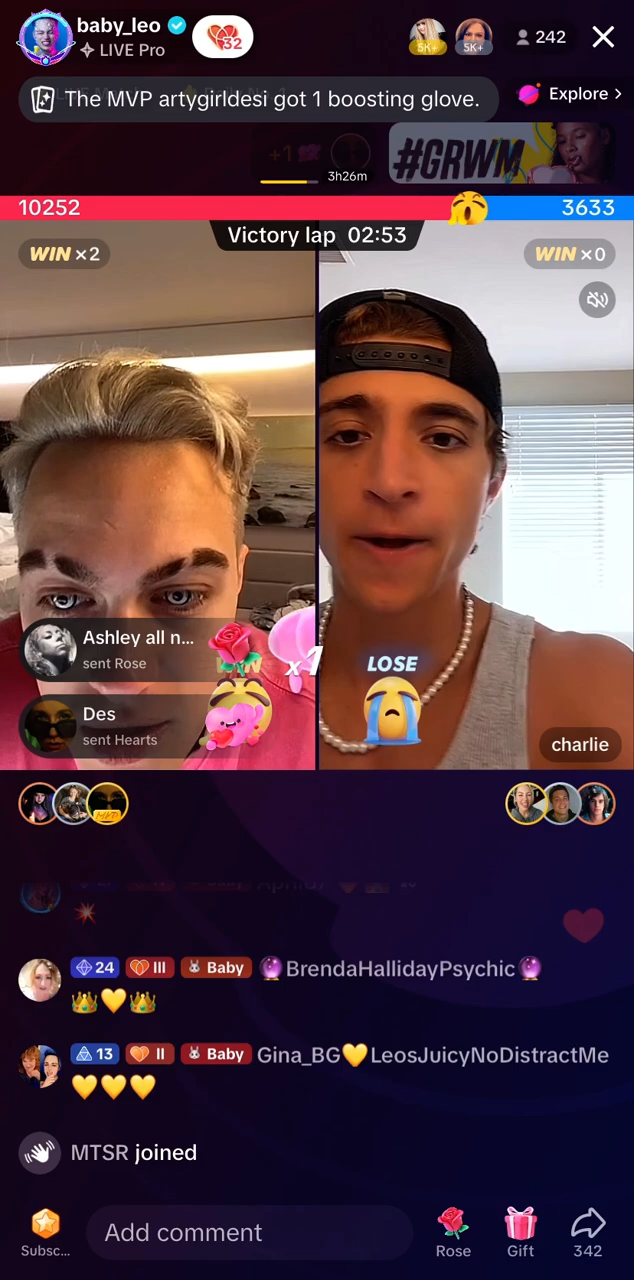 baby_leo
LIVE Pro
32
5K+
5K+
242
The MVP artygirldesi got 1 boosting glove.
Explore >
+1
3h26m
#GRWM
10252
3633
Victory lap 02:53
WIN ×2
WIN ×0
Ashley all n...
sent Rose
x1
Des
sent Hearts
LOSE
charlie
MVP
24 III Baby 🔮BrendaHallidayPsychic🔮
👑💛👑
13 II Baby Gina_BG💛LeosJuicyNoDistractMe
💛💛💛
MTSR joined
Subsc...
Add comment
Rose
Gift
342